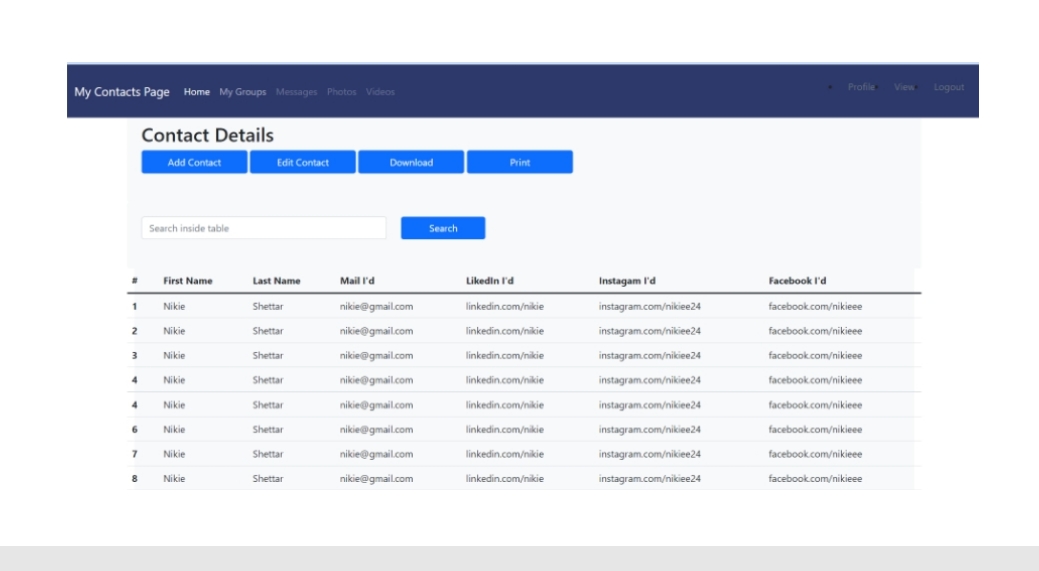 My Contacts Page Home My Groups Messages Photos Videos Profile View Logout
Contact Details
Add Contact Edit Contact Download Print
Search inside table Search
# First Name Last Name Mail I'd LikedIn I'd Instagam I'd Facebook I'd
1 Nikie Shettar nikie@gmail.com linkedin.com/nikie instagram.com/nikiee24 facebook.com/nikieee
2 Nikie Shettar nikie@gmail.com linkedin.com/nikie instagram.com/nikiee24 facebook.com/nikieee
3 Nikie Shettar nikie@gmail.com linkedin.com/nikie instagram.com/nikiee24 facebook.com/nikieee
4 Nikie Shettar nikie@gmail.com linkedin.com/nikie instagram.com/nikiee24 facebook.com/nikieee
4 Nikie Shettar nikie@gmail.com linkedin.com/nikie instagram.com/nikiee24 facebook.com/nikieee
6 Nikie Shettar nikie@gmail.com linkedin.com/nikie instagram.com/nikiee24 facebook.com/nikieee
7 Nikie Shettar nikie@gmail.com linkedin.com/nikie instagram.com/nikiee24 facebook.com/nikieee
8 Nikie Shettar nikie@gmail.com linkedin.com/nikie instagram.com/nikiee24 facebook.com/nikieee